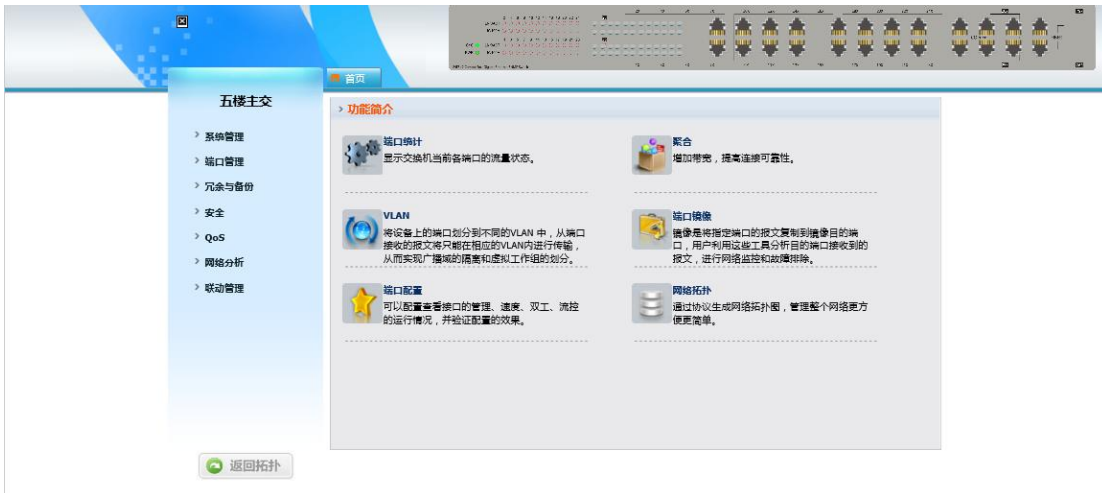 首页
五楼主交
系统管理
端口管理
冗余与备份
安全
QoS
网络分析
联动管理
返回拓扑
功能简介
端口统计
显示交换机当前各端口的流量状态。
聚合
增加带宽，提高连接可靠性。
VLAN
将设备上的端口划分到不同的VLAN 中，从端口
接收的报文将只能在相应的VLAN内进行传输，
从而实现广播域的隔离和虚拟工作组的划分。
端口镜像
镜像是将指定端口的报文复制到镜像目的端
口，用户利用这些工具分析目的端口接收到的
报文，进行网络监控和故障排除。
端口配置
可以配置查看接口的管理、速度、双工、流控
的运行情况，并验证配置的效果。
网络拓扑
通过协议生成网络拓扑图，管理整个网络更方
便更简单。